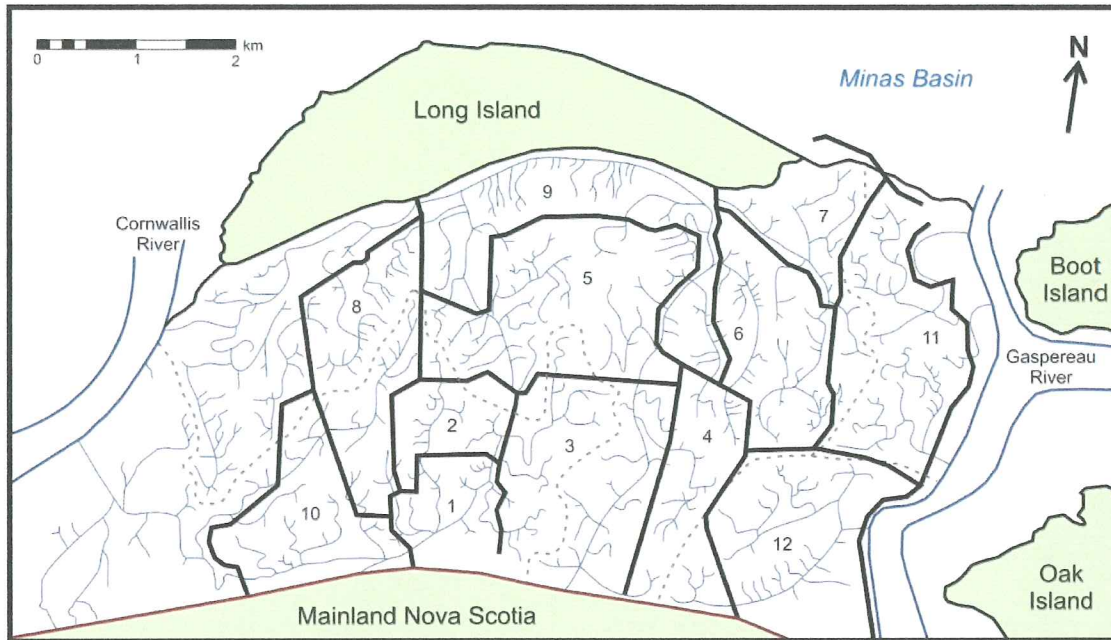 km
0 1 2
N
Minas Basin
Long Island
9
7
Cornwallis
River
5
8
6
11
Boot
Island
Gaspereau
River
2
3
4
10
1
12
Oak
Island
Mainland Nova Scotia